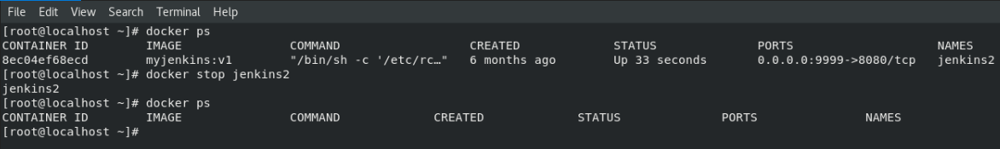 File Edit View Search Terminal Help
[root@localhost ~]# docker ps
CONTAINER ID IMAGE COMMAND CREATED STATUS PORTS NAMES
8ec04ef68ecd myjenkins:v1 "/bin/sh -c '/etc/rc…" 6 months ago Up 33 seconds 0.0.0.0:9999->8080/tcp jenkins2
[root@localhost ~]# docker stop jenkins2
jenkins2
[root@localhost ~]# docker ps
CONTAINER ID IMAGE COMMAND CREATED STATUS PORTS NAMES
[root@localhost ~]#